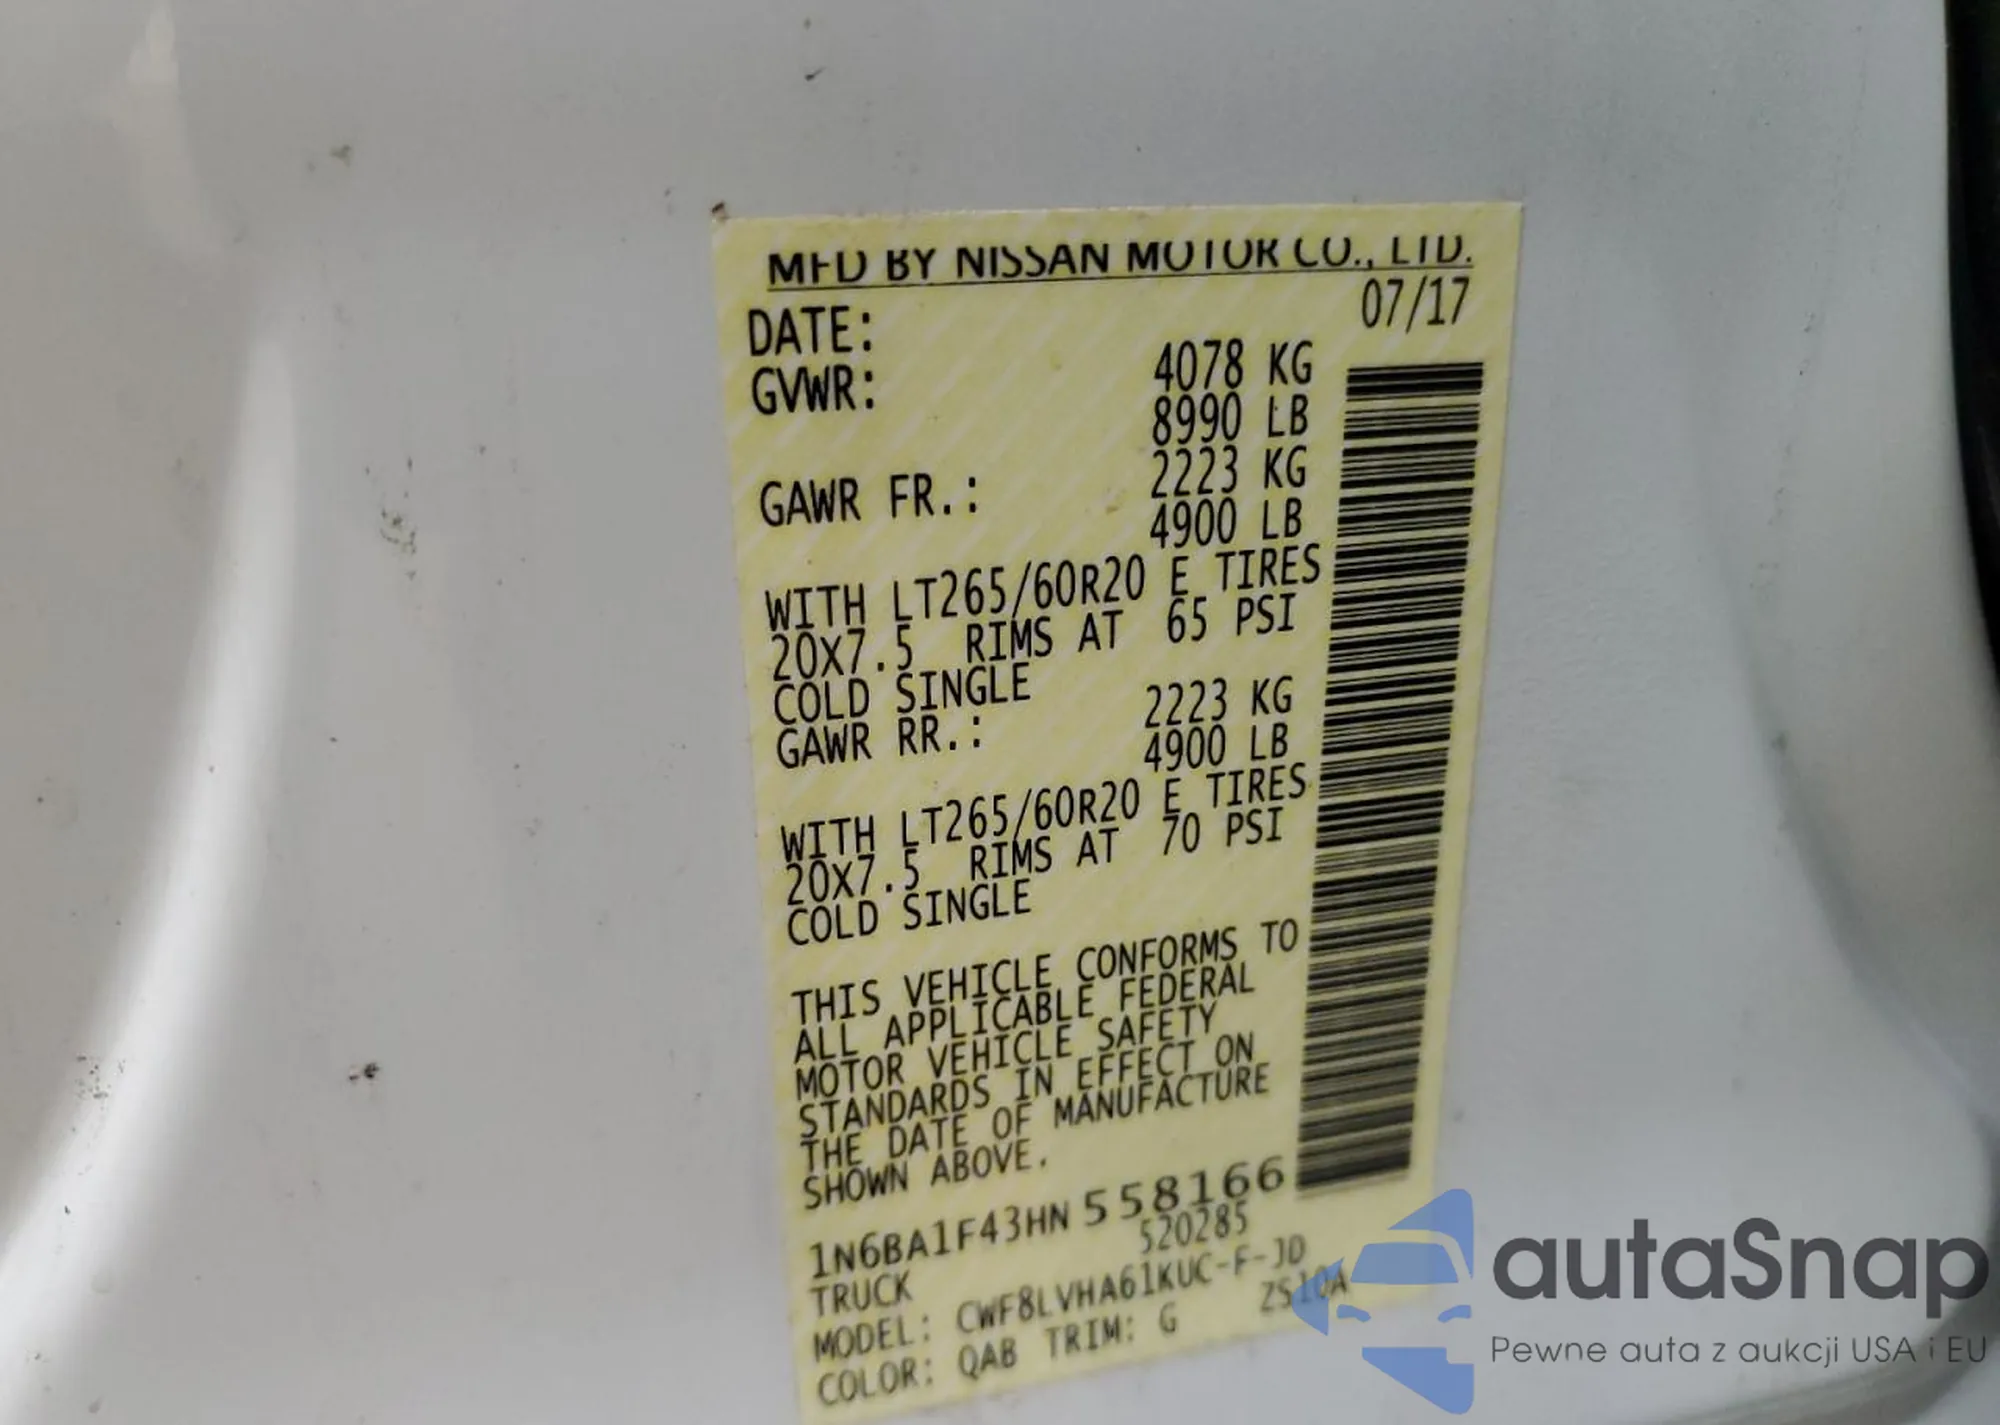 MFD BY NISSAN MOTOR CO., LTD.
DATE: 07/17
GVWR: 4078 KG
8990 LB
GAWR FR.: 2223 KG
4900 LB
WITH LT265/60R20 E TIRES
20X7.5 RIMS AT 65 PSI
COLD SINGLE
GAWR RR.: 2223 KG
4900 LB
WITH LT265/60R20 E TIRES
20X7.5 RIMS AT 70 PSI
COLD SINGLE
THIS VEHICLE CONFORMS TO
ALL APPLICABLE FEDERAL
MOTOR VEHICLE SAFETY
STANDARDS IN EFFECT ON
THE DATE OF MANUFACTURE
SHOWN ABOVE.
1N6BA1F43HN 558166
TRUCK 520285
MODEL: CWF8LVHA61KUC-F-JD
COLOR: QAB TRIM: G ZS10A
autaSnap
Pewne auta z aukcji USA i EU